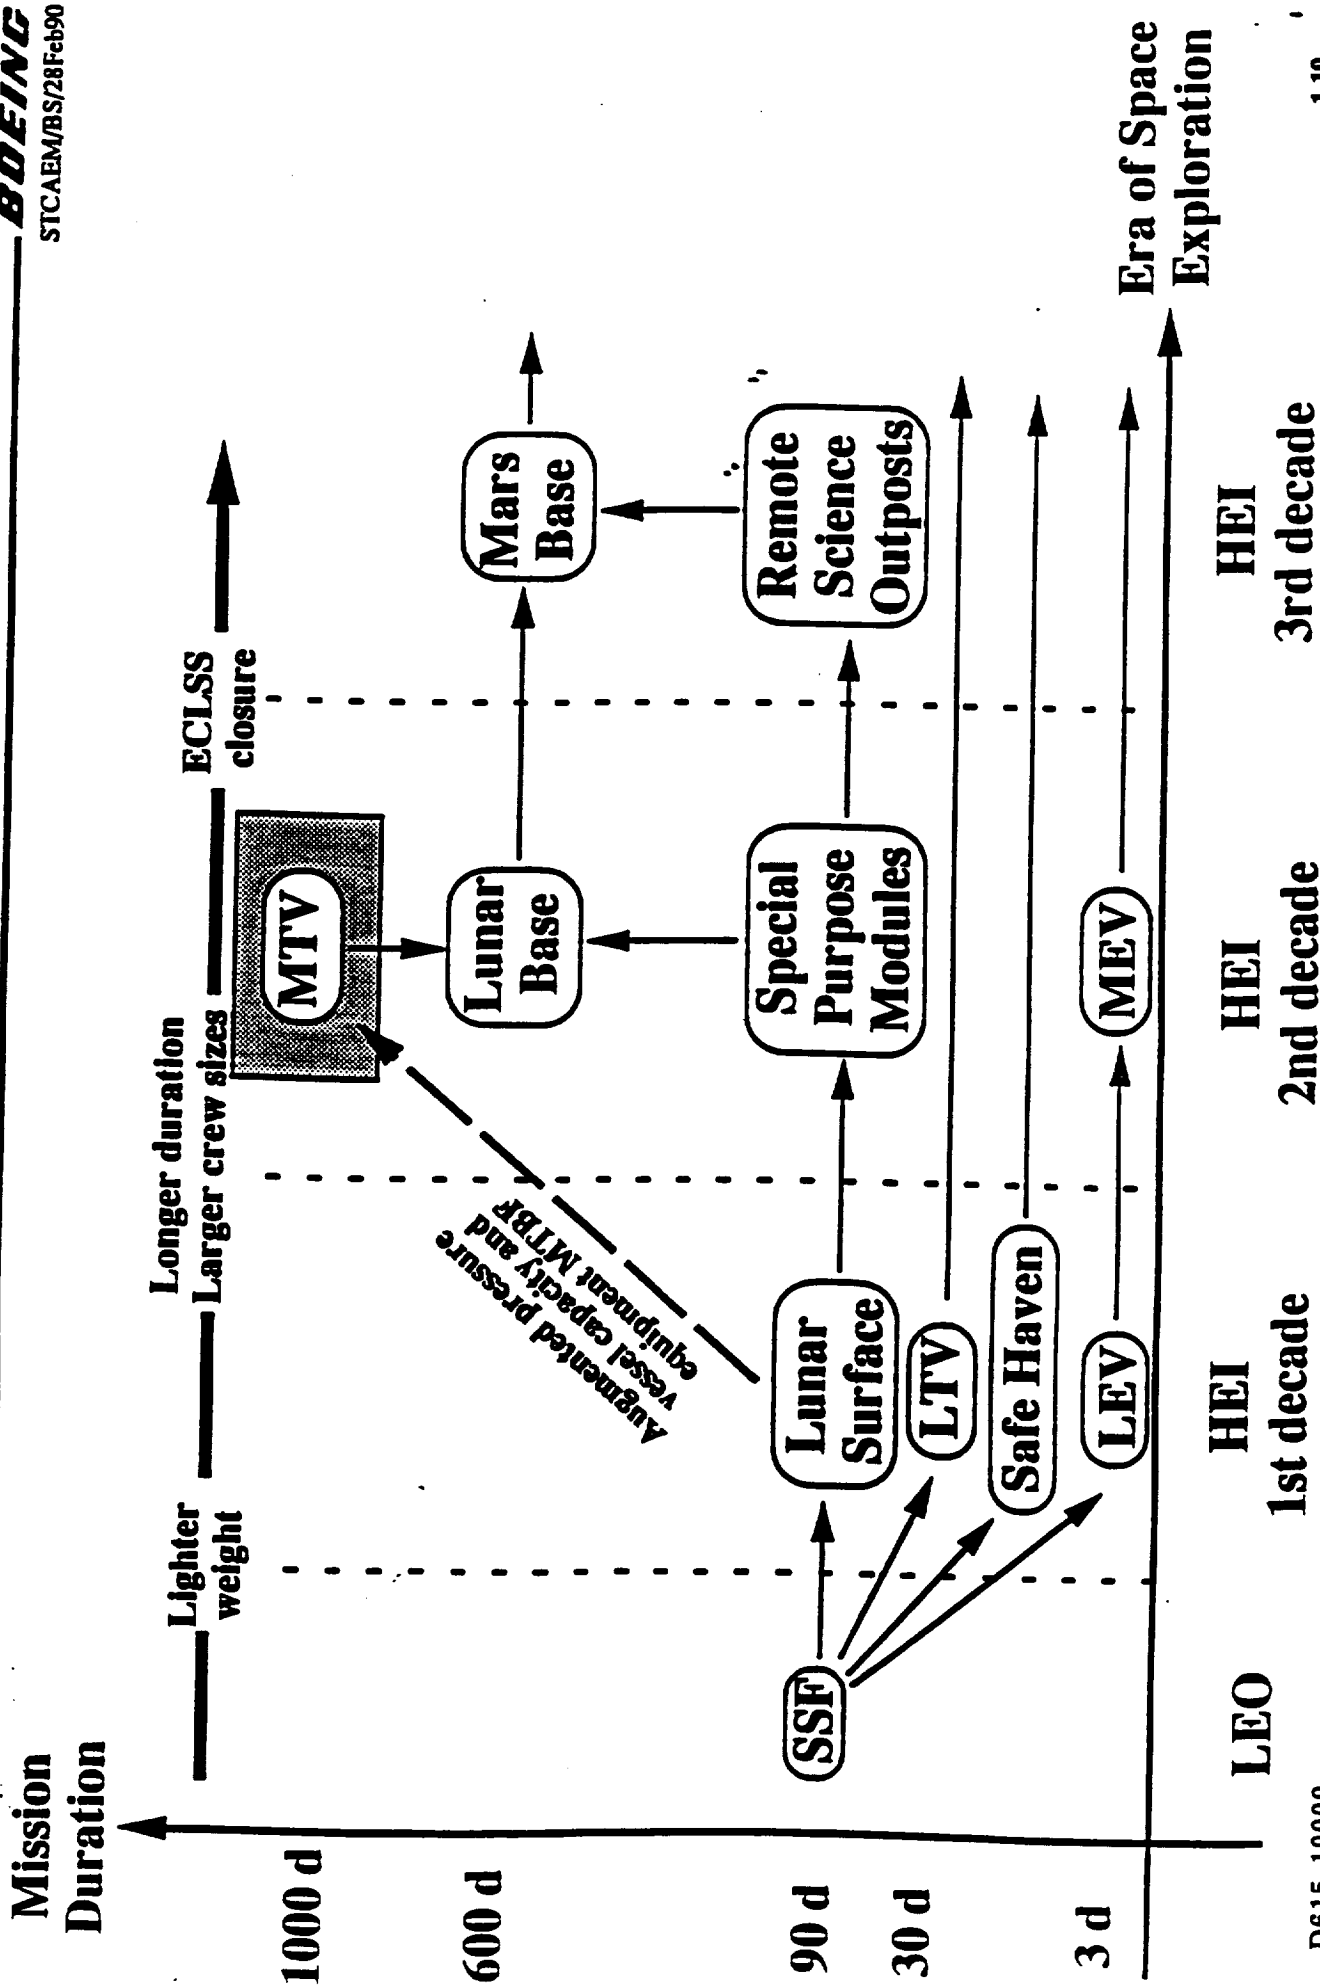 BOEING
STCAEM/BS/28Feb90
Mission
Duration
Lighter
weight
Longer duration
Larger crew sizes
ECLSS
closure
1000 d
600 d
90 d
30 d
3 d
MTV
Lunar
Base
Mars
Base
Augmented pressure
vessel capacity and
equipment MTBF
SSF
Lunar
Surface
Special
Purpose
Modules
Remote
Science
Outposts
LTV
Safe Haven
LEV
MEV
Era of Space
Exploration
LEO
HEI
1st decade
HEI
2nd decade
HEI
3rd decade